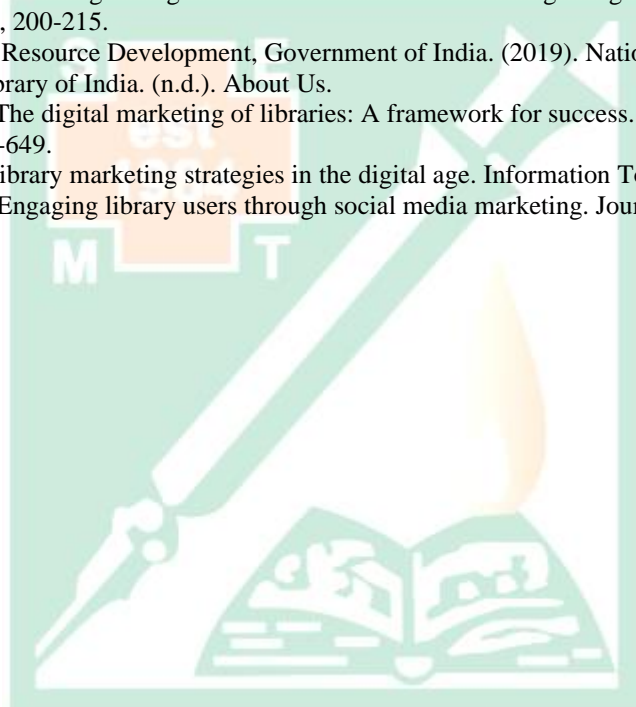 , 200-215.
Resource Development, Government of India. (2019). Natio
brary of India. (n.d.). About Us.
The digital marketing of libraries: A framework for success.
-649.
ibrary marketing strategies in the digital age. Information Te
Engaging library users through social media marketing. Jour
S E
est
M T